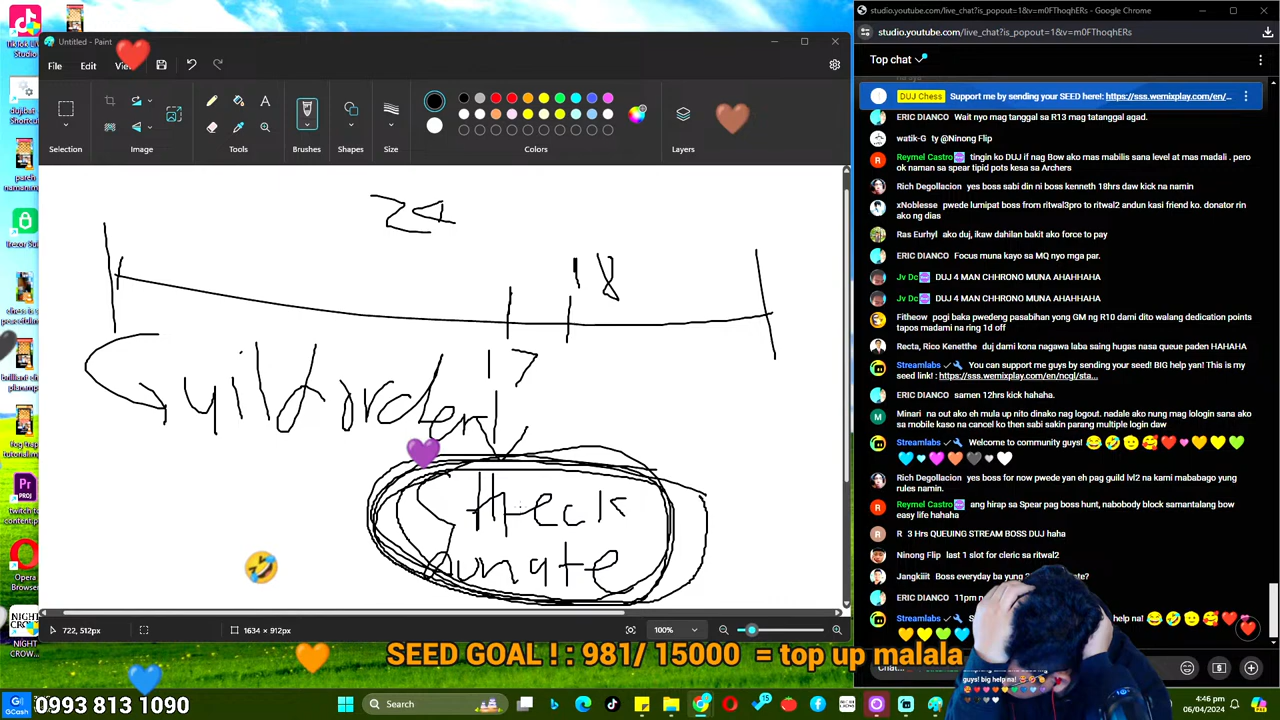 Untitled - Paint
File Edit View
Selection
Image
Tools
Brushes
Shapes
Size
Colors
Layers
24
18
17
check
donate
722, 512px
1634 × 912px
100%
studio.youtube.com/live_chat?is_popout=1&v=m0FThoqhERs - Google Chrome
studio.youtube.com/live_chat?is_popout=1&v=m0FThoqhERs
Top chat
DUJ Chess Support me by sending your SEED here!: https://sss.wemixplay.com/en/...
ERIC DIANCO Wait nyo mag tanggal sa R13 mag tatanggal agad.
watik-G ty @Ninong Flip
Reymel Castro tingin ko DUJ if nag Bow ako mas mabilis sana level at mas madali . pero
ok naman sa spear tipid pots kesa sa Archers
Rich Degollacion yes boss sabi din ni boss kenneth 18hrs daw kick na namin
xNoblesse pwede lumipat boss from ritwal3pro to ritwal2 andun kasi friend ko. donator rin
ako ng dias
Ras Eurhyl ako duj, ikaw dahilan bakit ako force to pay
ERIC DIANCO Focus muna kayo sa MQ nyo mga par.
Jv Dc DUJ 4 MAN CHHRONO MUNA AHAHHAHA
Jv Dc DUJ 4 MAN CHHRONO MUNA AHAHHAHA
Fitheow pogi baka pwedeng pasabihan yong GM ng R10 dami dito walang dedication points
tapos madami na ring 1d off
Recta, Rico Kenetthe duj dami kona nagawa laba saing hugas nasa queue paden HAHAHA
Streamlabs You can support me guys by sending your seed! BIG help yan! This is my
seed link! : https://sss.wemixplay.com/en/ncgl/sta...
ERIC DIANCO samen 12hrs kick hahaha.
Minari na out ako eh mula up nito dinako nag logout. nadale ako nung maglogin sana ako
sa mobile kaso na cancel ko then sabi sakin parang multiple login daw
Streamlabs Welcome to community guys!
Rich Degollacion yes boss for now pwede yan eh pag guild lvl2 na kami mababago yung
rules namin.
Reymel Castro ang hirap sa Spear pag boss hunt, nabobody block samantalang bow
easy life hahaha
R 3 Hrs QUEUING STREAM BOSS DUJ haha
Ninong Flip last 1 slot for cleric sa ritwal2
Jangkiiit Boss everyday ba yung
ERIC DIANCO 11pm
Streamlabs
help na!
guys! big help na!
SEED GOAL ! : 981/ 15000 = top up malala
GCash
0993 813 1090
Search
15
4:46 pm
06/04/2024